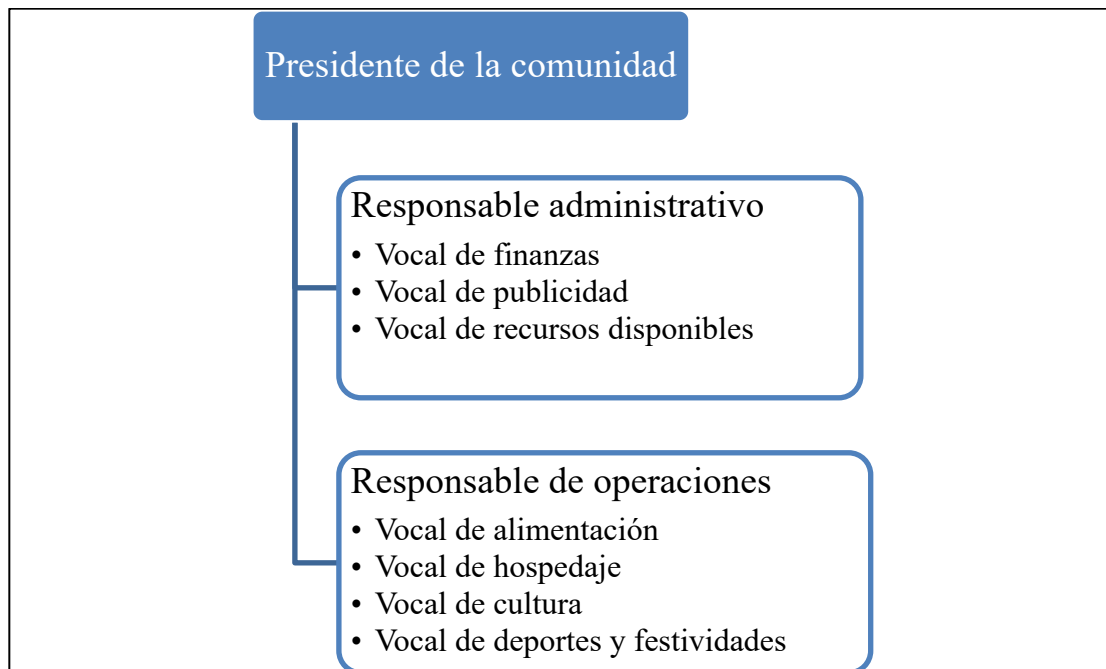 Presidente de la comunidad
Responsable administrativo
• Vocal de finanzas
• Vocal de publicidad
• Vocal de recursos disponibles
Responsable de operaciones
• Vocal de alimentación
• Vocal de hospedaje
• Vocal de cultura
• Vocal de deportes y festividades